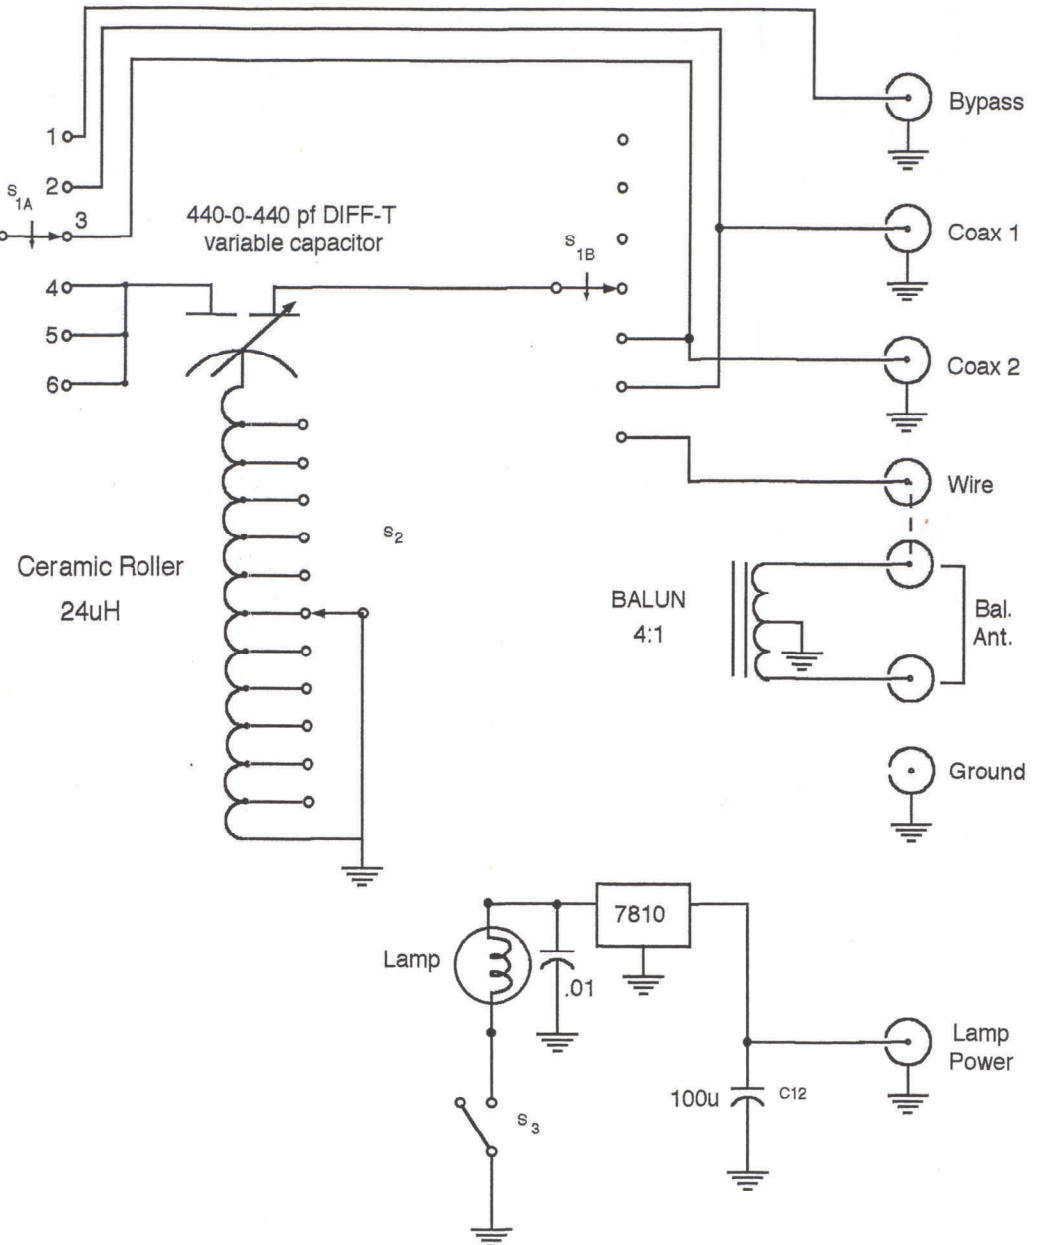 Bypass
1
2
S1A
3
440-0-440 pf DIFF-T
variable capacitor
S1B
Coax 1
4
5
6
Coax 2
Wire
S2
Ceramic Roller
24uH
BALUN
4:1
Bal.
Ant.
Ground
7810
Lamp
.01
Lamp
Power
100u
C12
S3